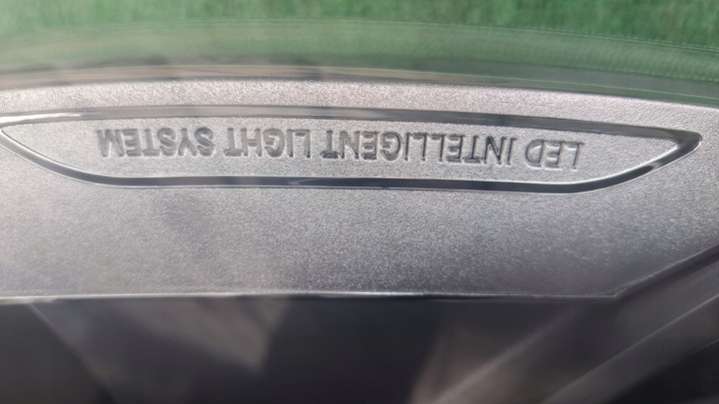 LED INTELLIGENT LIGHT SYSTEM